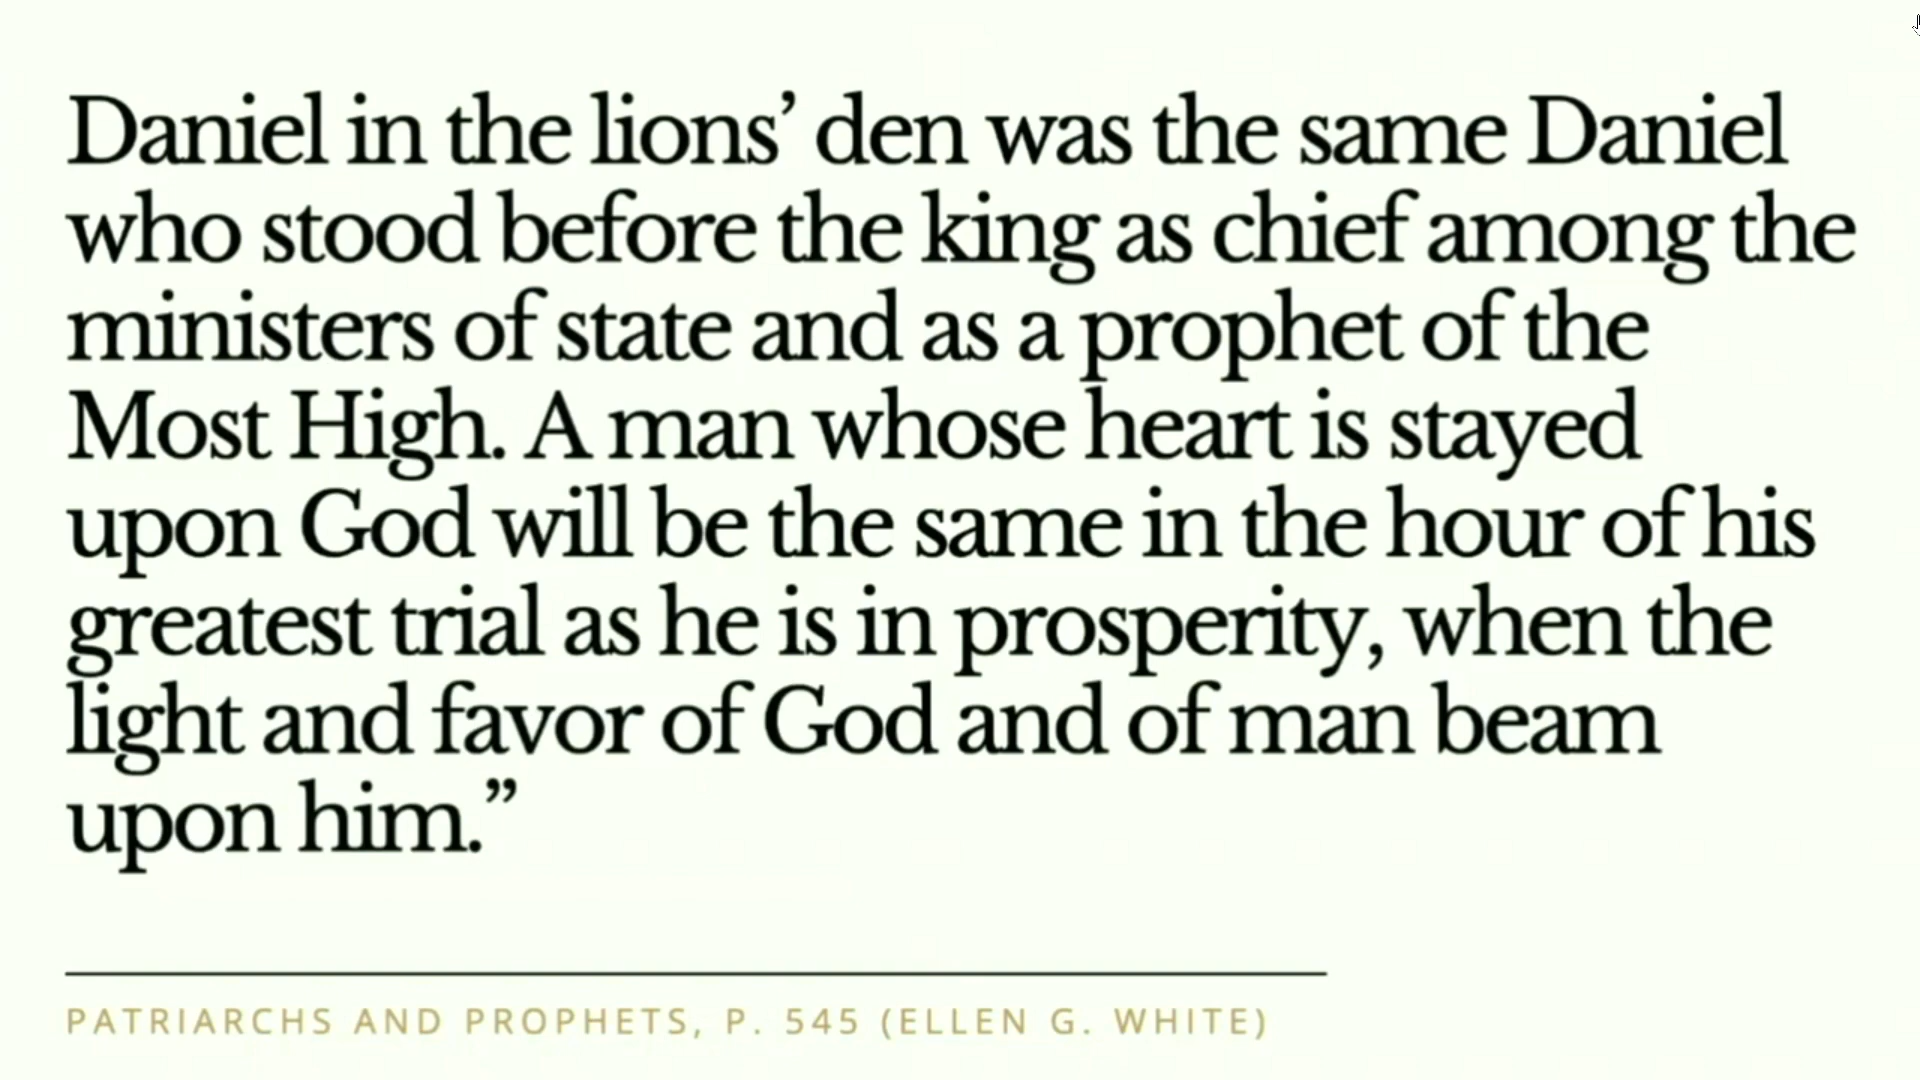 Daniel in the lions’ den was the same Daniel
who stood before the king as chief among the
ministers of state and as a prophet of the
Most High. A man whose heart is stayed
upon God will be the same in the hour of his
greatest trial as he is in prosperity, when the
light and favor of God and of man beam
upon him.”
PATRIARCHS AND PROPHETS, P. 545 (ELLEN G. WHITE)